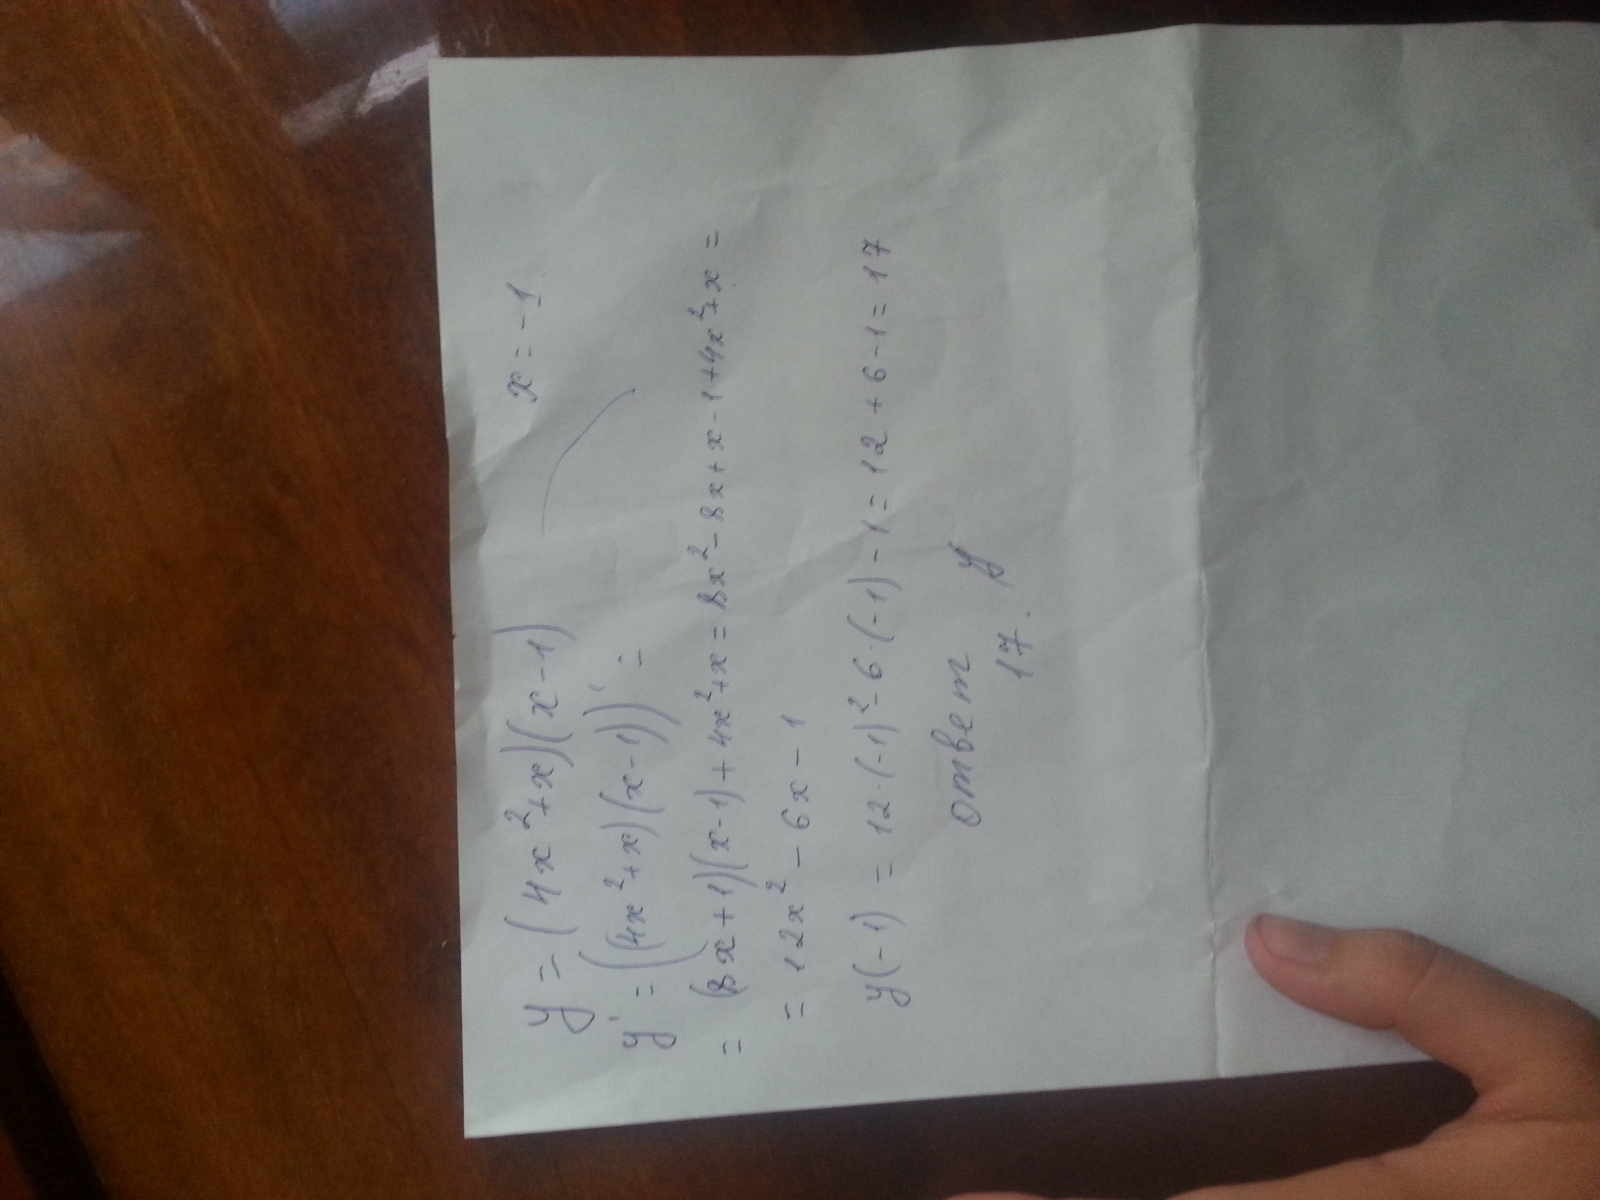 y = (4x²+x)(x-1) x = -1
y' = ((4x²+x)(x-1))' =
= (8x+1)(x-1)+4x²+x = 8x²-8x+x-1+4x²+x =
= 12x² - 6x - 1
y(-1) = 12·(-1)²-6·(-1)-1 = 12+6-1 = 17
ответ y
17.